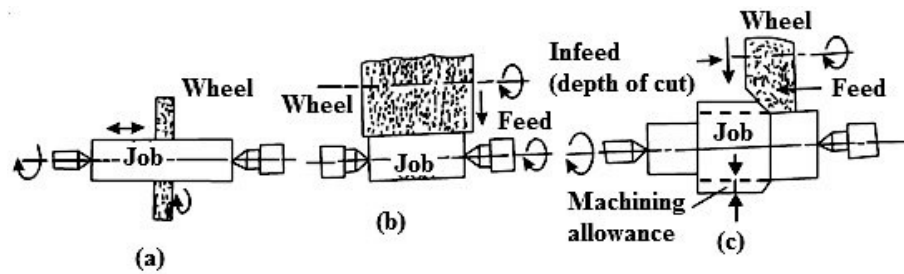 Wheel
Job
(a)
Wheel
Job
Feed
(b)
Infeed
(depth of cut)
Wheel
Feed
Job
Machining
allowance
(c)